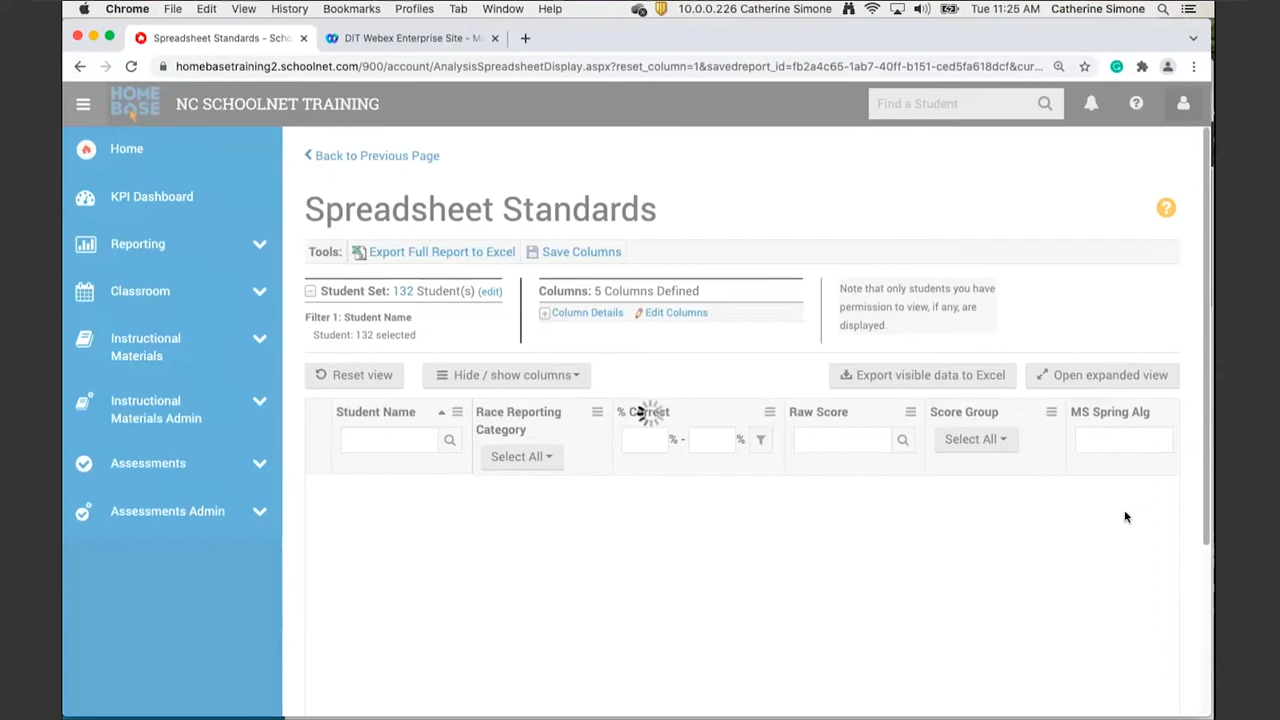 Chrome File Edit View History Bookmarks Profiles Tab Window Help 10.0.0.226 Catherine Simone Tue 11:25 AM Catherine Simone
Spreadsheet Standards - Scho DIT Webex Enterprise Site - M
homebasetraining2.schoolnet.com/900/account/AnalysisSpreadsheetDisplay.aspx?reset_column=1&savedreport_id=fb2a4c65-1ab7-40ff-b151-ced5fa618dcf&cur...
HOME
BASE
NC SCHOOLNET TRAINING
Find a Student
Home
KPI Dashboard
Reporting
Classroom
Instructional
Materials
Instructional
Materials Admin
Assessments
Assessments Admin
Back to Previous Page
Spreadsheet Standards
Tools: Export Full Report to Excel Save Columns
Student Set: 132 Student(s) (edit)
Filter 1: Student Name
Student: 132 selected
Columns: 5 Columns Defined
Column Details Edit Columns
Note that only students you have
permission to view, if any, are
displayed.
Reset view Hide / show columns Export visible data to Excel Open expanded view
Student Name
Race Reporting
Category
Select All
% Correct
% - %
Raw Score
Score Group
Select All
MS Spring Alg